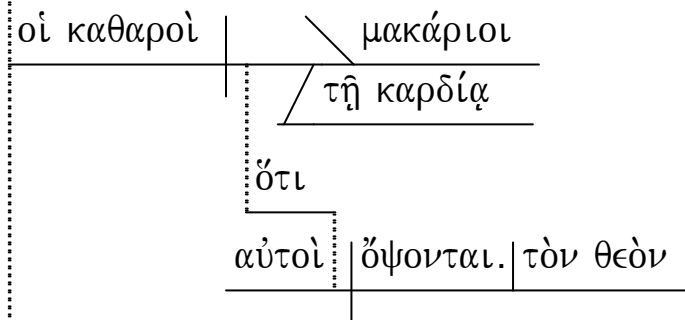 οἱ καθαροὶ μακάριοι
τῇ καρδίᾳ
ὅτι
αὐτοὶ ὄψονται. τὸν θεὸν